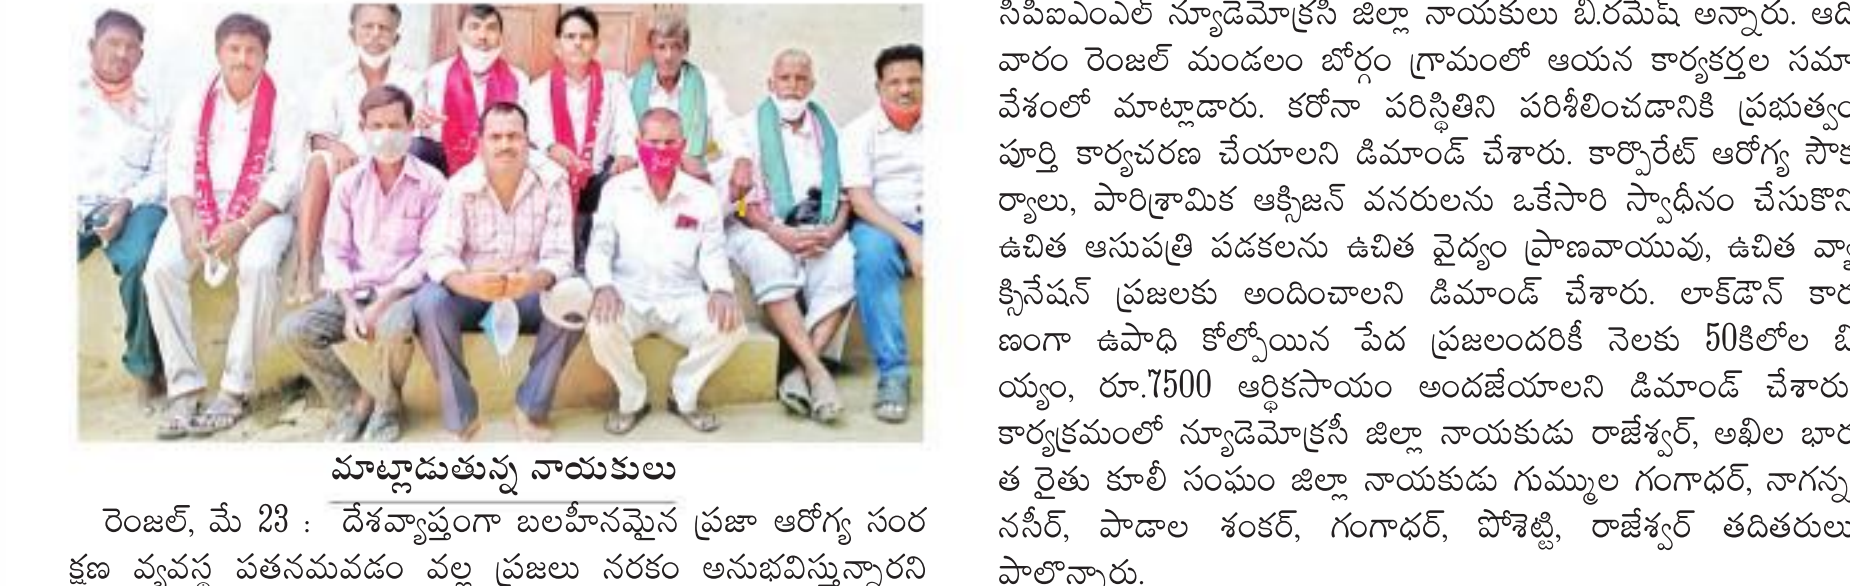 మాట్లాడుతున్న నాయకులు
రెంజల్, మే 23 : దేశవ్యాప్తంగా బలహీనమైన ప్రజా ఆరోగ్య సంర
క్షణ వ్యవస్థ పతనమవడం వల్ల ప్రజలు నరకం అనుభవిస్తున్నారని
సిపిఐఎంఎల్ న్యూడెమోక్రసీ జిల్లా నాయకులు బి.రమేష్ అన్నారు. ఆది
వారం రెంజల్ మండలం బోర్గం గ్రామంలో ఆయన కార్యకర్తల సమా
వేశంలో మాట్లాడారు. కరోనా పరిస్థితిని పరిశీలించడానికి ప్రభుత్వం
పూర్తి కార్యచరణ చేయాలని డిమాండ్ చేశారు. కార్పొరేట్ ఆరోగ్య సౌక
ర్యాలు, పారిశ్రామిక ఆక్సిజన్ వనరులను ఒకేసారి స్వాధీనం చేసుకొని
ఉచిత ఆసుపత్రి పడకలను ఉచిత వైద్యం ప్రాణవాయువు, ఉచిత వ్యా
క్సినేషన్ ప్రజలకు అందించాలని డిమాండ్ చేశారు. లాక్‌డౌన్ కార
ణంగా ఉపాధి కోల్పోయిన పేద ప్రజలందరికీ నెలకు 50కిలోల బి
య్యం, రూ.7500 ఆర్థికసాయం అందజేయాలని డిమాండ్ చేశారు
కార్యక్రమంలో న్యూడెమోక్రసీ జిల్లా నాయకుడు రాజేశ్వర్, అఖిల భార
త రైతు కూలీ సంఘం జిల్లా నాయకుడు గుమ్ముల గంగాధర్, నాగన్న
నసీర్, పాడాల శంకర్, గంగాధర్, పోశెట్టి, రాజేశ్వర్ తదితరులు
పాల్గొన్నారు.